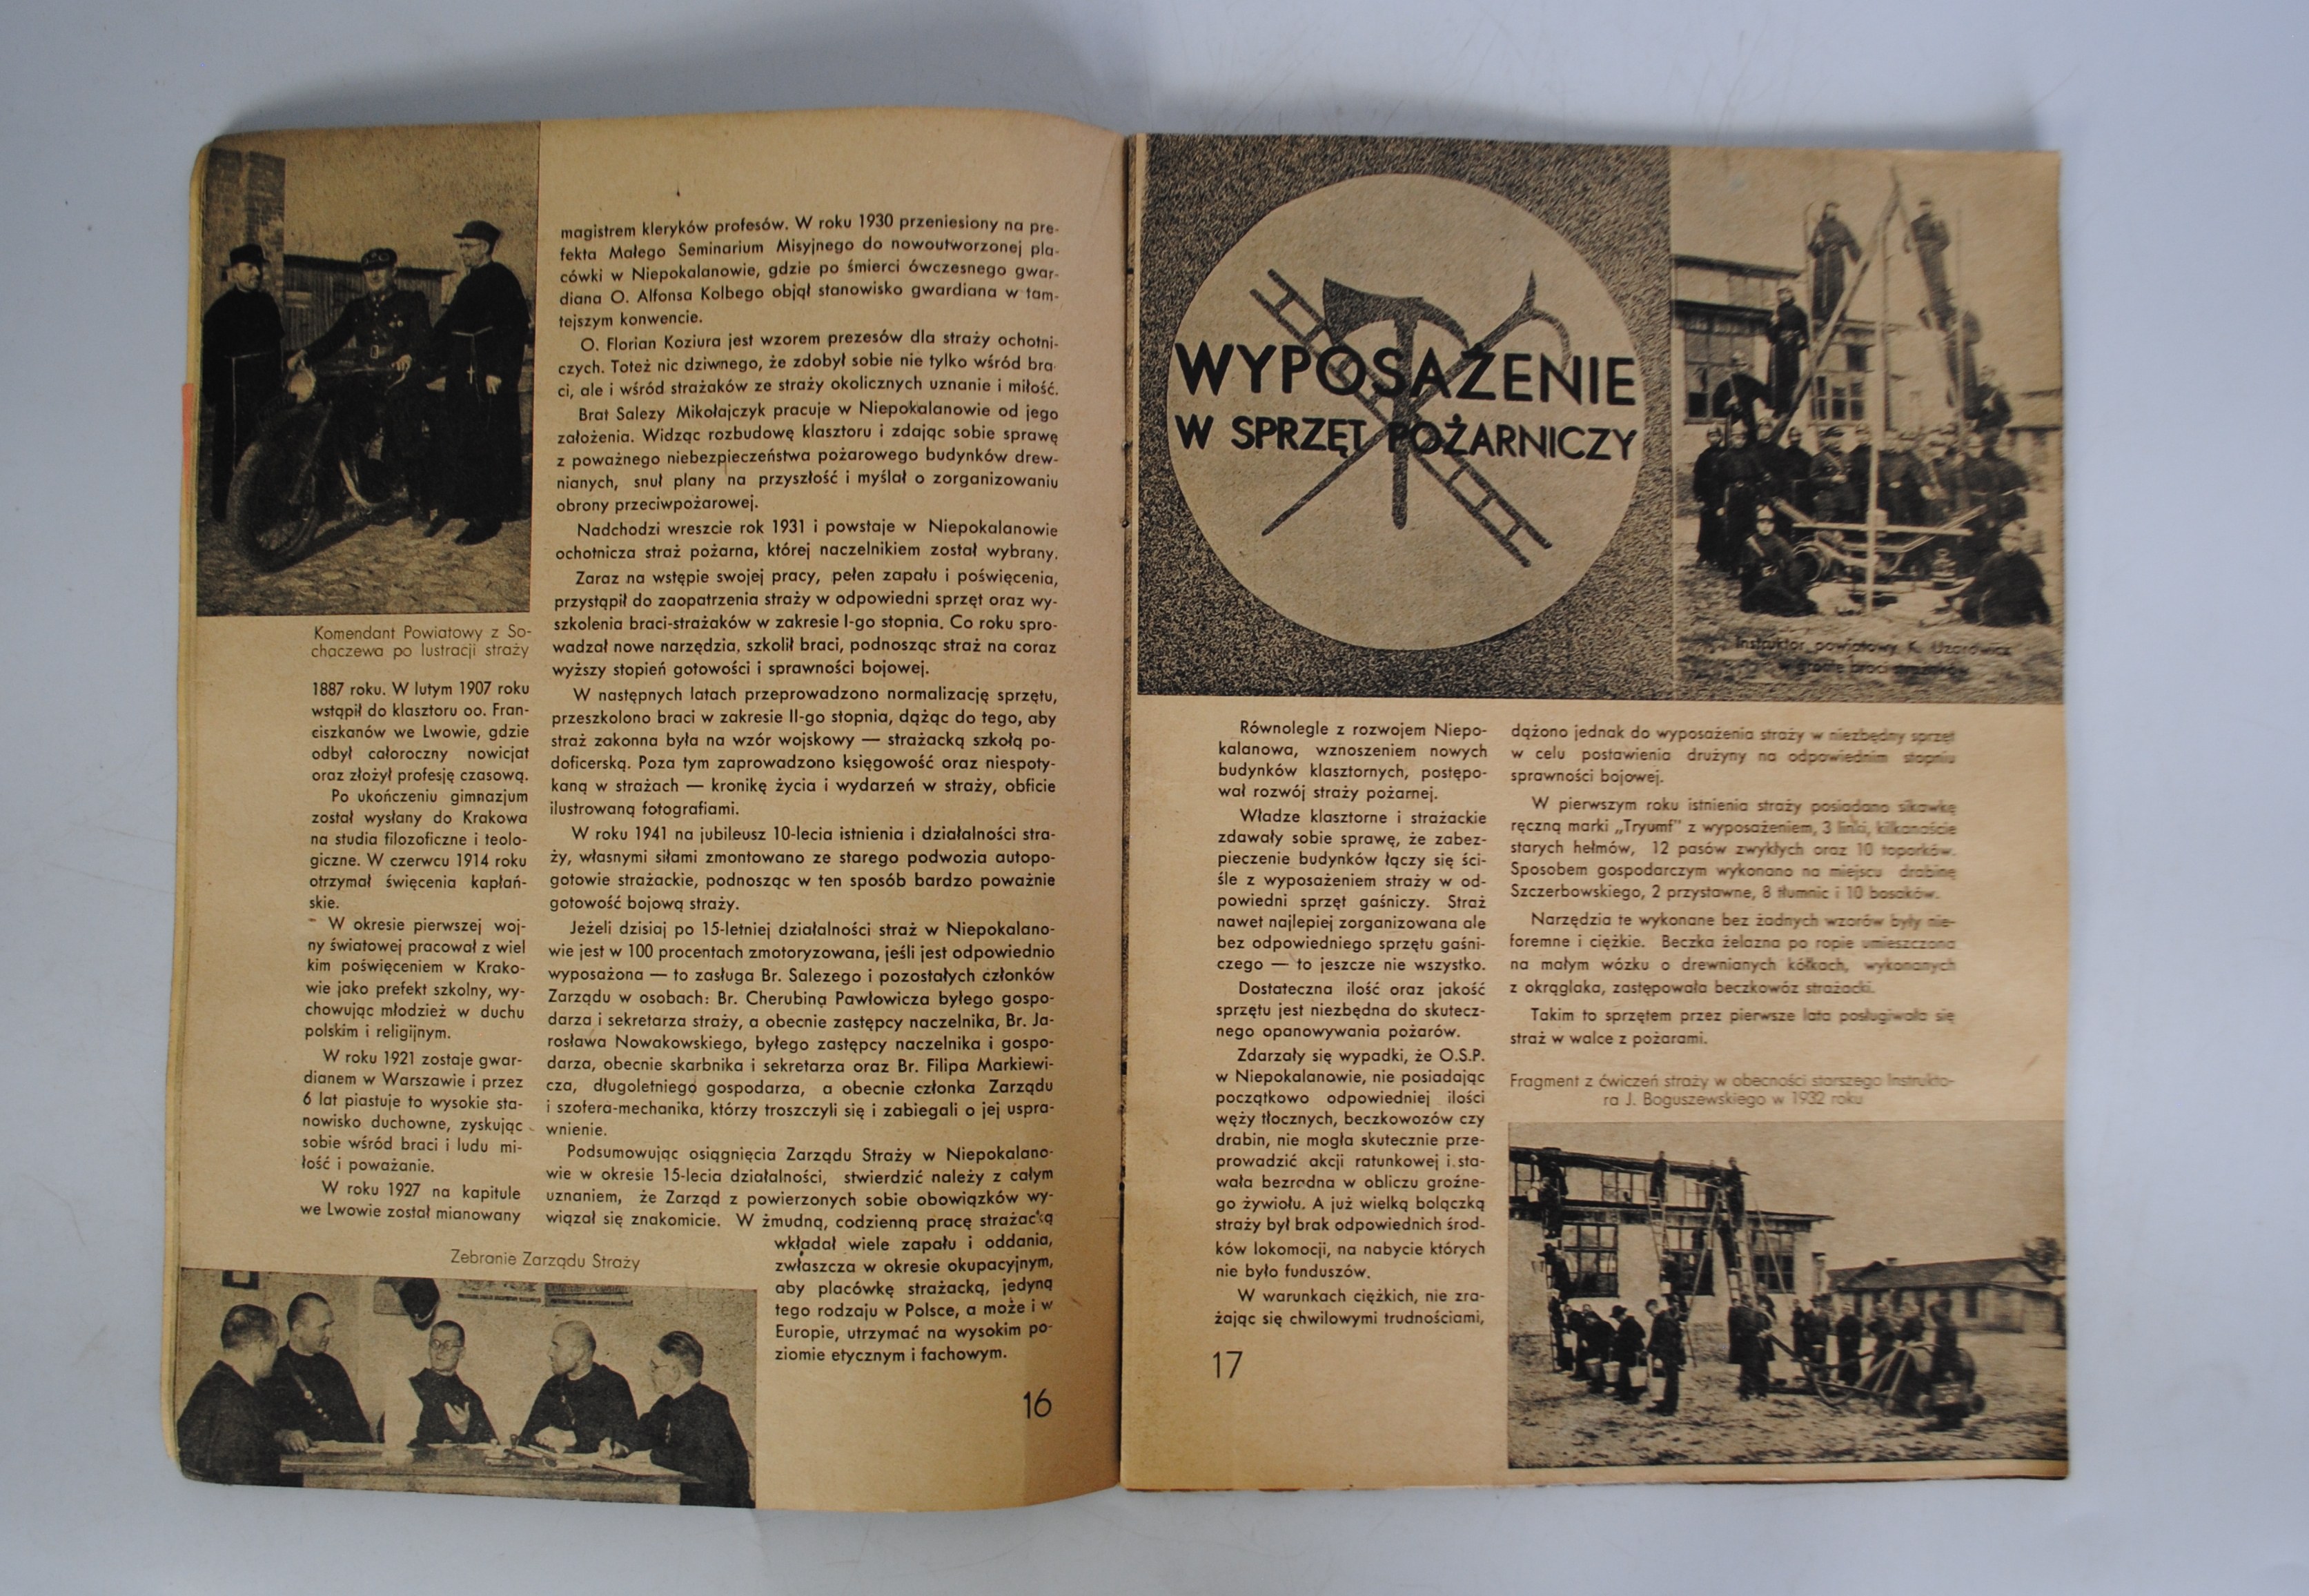 Komendant Powiatowy z So-
chaczewa po lustracji straży
1887 roku. W lutym 1907 roku
wstąpił do klasztoru oo. Fran-
ciszkanów we Lwowie, gdzie
odbył całoroczny nowicjat
oraz złożył profesję czasową.
Po ukończeniu gimnazjum
został wysłany do Krakowa
na studia filozoficzne i teolo-
giczne. W czerwcu 1914 roku
otrzymał święcenia kapłań-
skie.
W okresie pierwszej woj-
ny światowej pracował z wiel
kim poświęceniem w Krako-
wie jako prefekt szkolny, wy-
chowując młodzież w duchu
polskim i religijnym.
W roku 1921 zostaje gwar-
dianem w Warszawie i przez
6 lat piastuje to wysokie sta-
nowisko duchowne, zyskując
sobie wśród braci i ludu mi-
łość i poważanie.
W roku 1927 na kapitule
we Lwowie został mianowany
magistrem kleryków profesów. W roku 1930 przeniesiony na pre-
fekta Małego Seminarium Misyjnego do nowoutworzonej pla-
cówki w Niepokalanowie, gdzie po śmierci ówczesnego gwar-
diana O. Alfonsa Kolbego objął stanowisko gwardiana w tam-
tejszym konwencie.
O. Florian Koziura jest wzorem prezesów dla straży ochotni-
czych. Toteż nic dziwnego, że zdobył sobie nie tylko wśród bra-
ci, ale i wśród strażaków ze straży okolicznych uznanie i miłość.
Brat Salezy Mikołajczyk pracuje w Niepokalanowie od jego
założenia. Widząc rozbudowę klasztoru i zdając sobie sprawę
z poważnego niebezpieczeństwa pożarowego budynków drew-
nianych, snuł plany na przyszłość i myślał o zorganizowaniu
obrony przeciwpożarowej.
Nadchodzi wreszcie rok 1931 i powstaje w Niepokalanowie
ochotnicza straż pożarna, której naczelnikiem został wybrany.
Zaraz na wstępie swojej pracy, pełen zapału i poświęcenia,
przystąpił do zaopatrzenia straży w odpowiedni sprzęt oraz wy-
szkolenia braci-strażaków w zakresie I-go stopnia. Co roku spro-
wadzał nowe narzędzia, szkolił braci, podnosząc straż na coraz
wyższy stopień gotowości i sprawności bojowej.
W następnych latach przeprowadzono normalizację sprzętu,
przeszkolono braci w zakresie II-go stopnia, dążąc do tego, aby
straż zakonna była na wzór wojskowy — strażacką szkołą po-
doficerską. Poza tym zaprowadzono księgowość oraz niespoty-
kaną w strażach — kronikę życia i wydarzeń w straży, obficie
ilustrowaną fotografiami.
W roku 1941 na jubileusz 10-lecia istnienia i działalności stra-
ży, własnymi siłami zmontowano ze starego podwozia autopo-
gotowie strażackie, podnosząc w ten sposób bardzo poważnie
gotowość bojową straży.
Jeżeli dzisiaj po 15-letniej działalności straż w Niepokalano-
wie jest w 100 procentach zmotoryzowana, jeśli jest odpowiednio
wyposażona — to zasługa Br. Salezego i pozostałych członków
Zarządu w osobach: Br. Cherubina Pawłowicza byłego gospo-
darza i sekretarza straży, a obecnie zastępcy naczelnika, Br. Ja-
rosława Nowakowskiego, byłego zastępcy naczelnika i gospo-
darza, obecnie skarbnika i sekretarza oraz Br. Filipa Markiewi-
cza, długoletniego gospodarza, a obecnie członka Zarządu
i szofera-mechanika, którzy troszczyli się i zabiegali o jej uspra-
wnienie.
Podsumowując osiągnięcia Zarządu Straży w Niepokalano-
wie w okresie 15-lecia działalności, stwierdzić należy z całym
uznaniem, że Zarząd z powierzonych sobie obowiązków wy-
wiązał się znakomicie. W żmudną, codzienną pracę strażacką
wkładał wiele zapału i oddania,
zwłaszcza w okresie okupacyjnym,
aby placówkę strażacką, jedyną
tego rodzaju w Polsce, a może i w
Europie, utrzymać na wysokim po-
ziomie etycznym i fachowym.
Zebranie Zarządu Straży
16
WYPOSAŻENIE
W SPRZĘT POŻARNICZY
Instruktor powiatowy K. Uzarowicz
w gronie braci strażaków
Równolegle z rozwojem Niepo-
kalanowa, wznoszeniem nowych
budynków klasztornych, postępo-
wał rozwój straży pożarnej.
Władze klasztorne i strażackie
zdawały sobie sprawę, że zabez-
pieczenie budynków łączy się ści-
śle z wyposażeniem straży w od-
powiedni sprzęt gaśniczy. Straż
nawet najlepiej zorganizowana ale
bez odpowiedniego sprzętu gaśni-
czego — to jeszcze nie wszystko.
Dostateczna ilość oraz jakość
sprzętu jest niezbędna do skutecz-
nego opanowywania pożarów.
Zdarzały się wypadki, że O.S.P.
w Niepokalanowie, nie posiadając
początkowo odpowiedniej ilości
węży tłocznych, beczkowozów czy
drabin, nie mogła skutecznie prze-
prowadzić akcji ratunkowej i sta-
wała bezradna w obliczu groźne-
go żywiołu. A już wielką bolączką
straży był brak odpowiednich środ-
ków lokomocji, na nabycie których
nie było funduszów.
W warunkach ciężkich, nie zra-
żając się chwilowymi trudnościami,
17
dążono jednak do wyposażenia straży w niezbędny sprzęt
w celu postawienia drużyny na odpowiednim stopniu
sprawności bojowej.
W pierwszym roku istnienia straży posiadano sikawkę
ręczną marki „Tryumf" z wyposażeniem, 3 linki, kilkanaście
starych hełmów, 12 pasów zwykłych oraz 10 toporków.
Sposobem gospodarczym wykonano na miejscu drabinę
Szczerbowskiego, 2 przystawne, 8 tłumnic i 10 bosaków.
Narzędzia te wykonane bez żadnych wzorów były nie-
foremne i ciężkie. Beczka żelazna po ropie umieszczona
na małym wózku o drewnianych kółkach, wykonanych
z okrąglaka, zastępowała beczkowóz strażacki.
Takim to sprzętem przez pierwsze lata posługiwała się
straż w walce z pożarami.
Fragment z ćwiczeń straży w obecności starszego Instrukto-
ra J. Boguszewskiego w 1932 roku